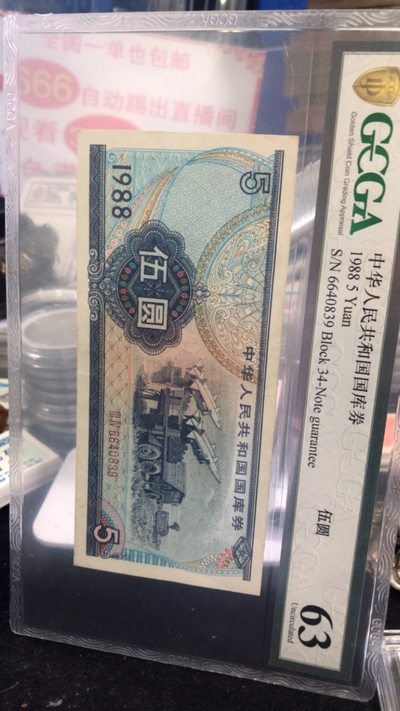 全国一单也包邮
666 自动踢出直播间
看
GCGA
Golden Shield Coin Grading Appraisal
中华人民共和国国库券
1988 5 Yuan
S/N 6640839 Block 34-Note guarantee
伍圆
63
Uncirculated
1988
5
伍圆
中华人民共和国国库券
6640839
5